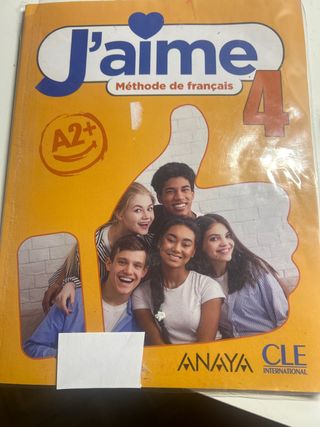 J'aime
Méthode de français
4
A2+
ANAYA
CLE
INTERNATIONAL